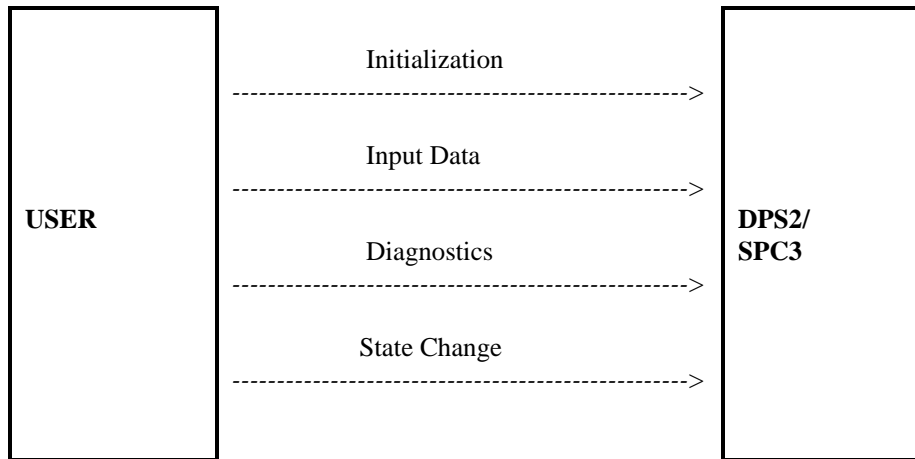 Initialization
Input Data
USER
DPS2/
SPC3
Diagnostics
State Change